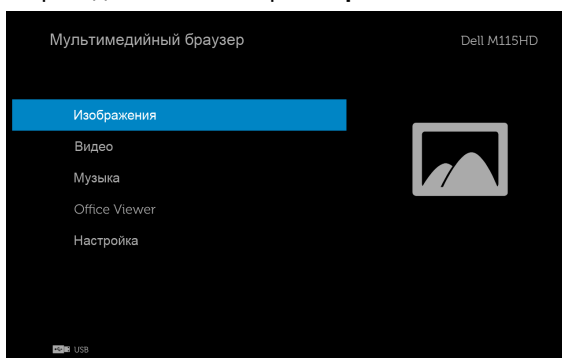 Мультимедийный браузер
Dell M115HD
Изображения
Видео
Музыка
Office Viewer
Настройка
USB